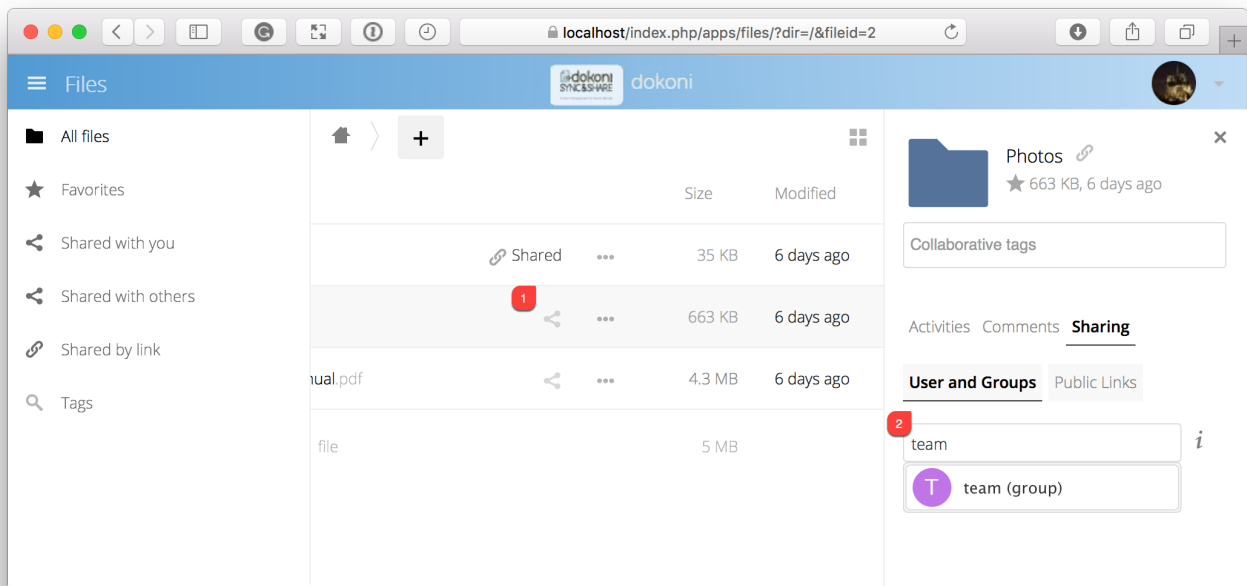 localhost/index.php/apps/files/?dir=/&fileid=2
Files
dokoni
SYNC&SHARE
dokoni
All files
Favorites
Shared with you
Shared with others
Shared by link
Tags
Size Modified
Shared 35 KB 6 days ago
1
663 KB 6 days ago
nual.pdf 4.3 MB 6 days ago
file 5 MB
Photos
663 KB, 6 days ago
Collaborative tags
Activities Comments Sharing
User and Groups Public Links
2
team
i
T team (group)